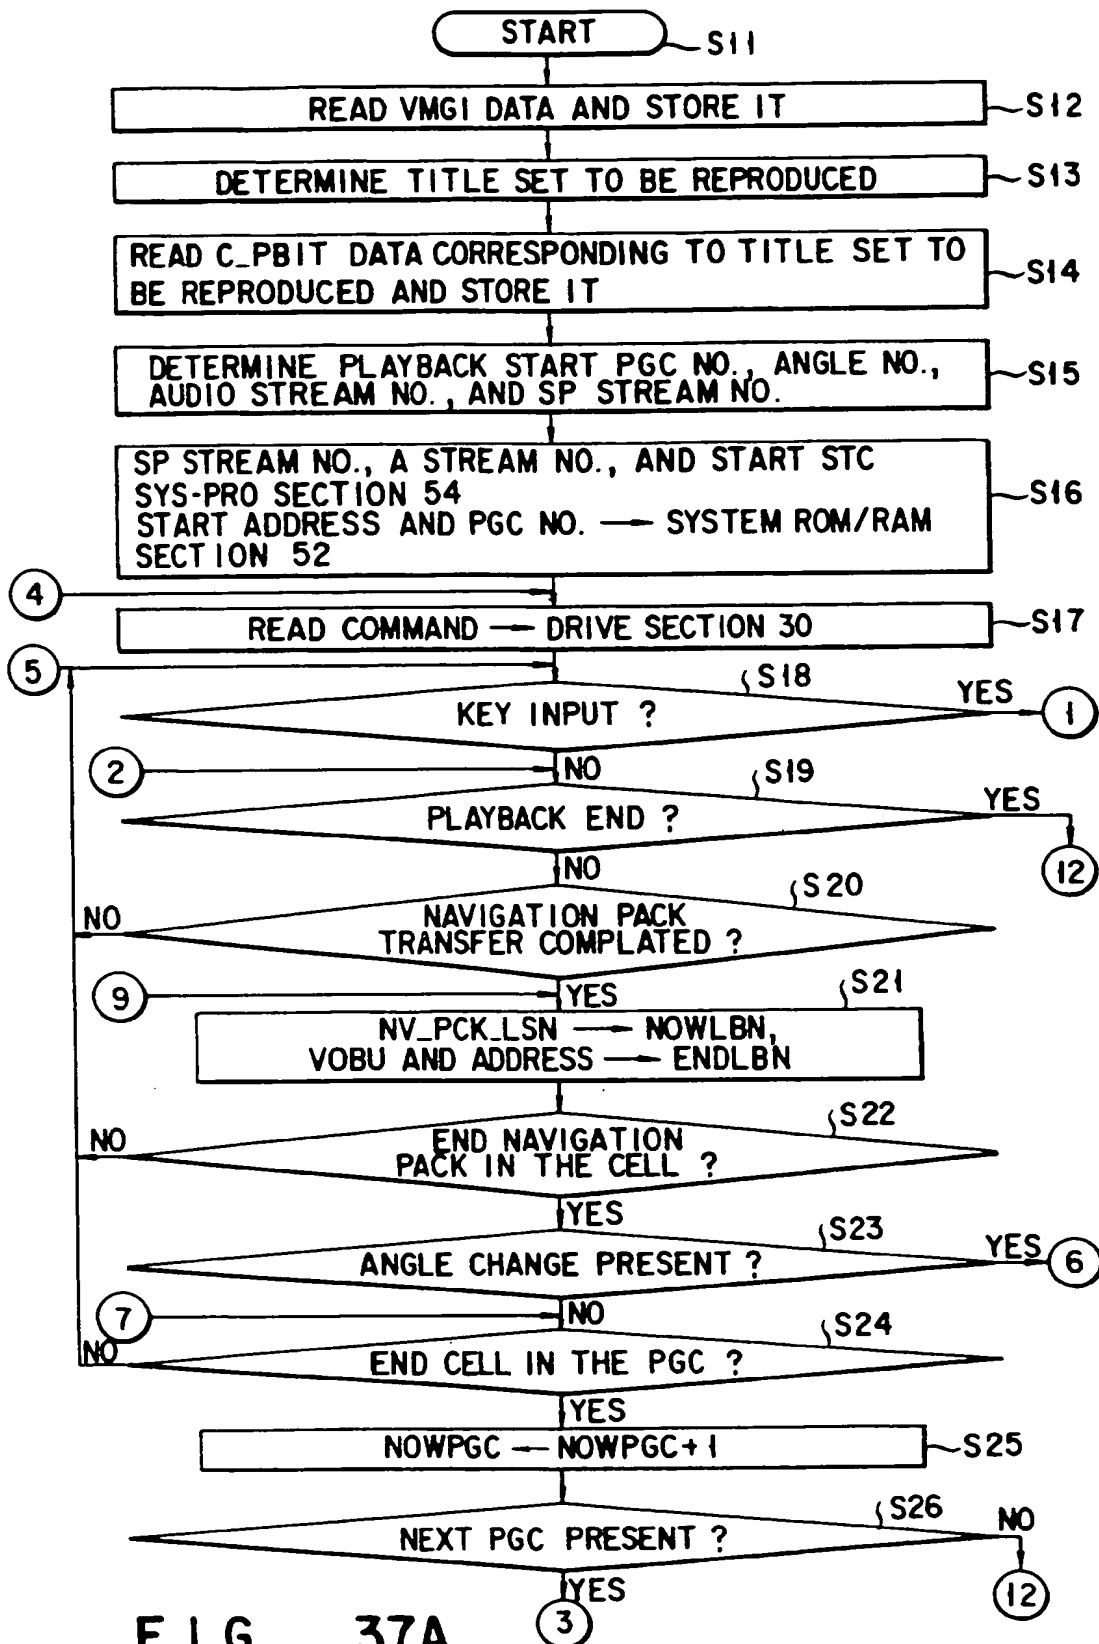 START
S11
READ VMGI DATA AND STORE IT
S12
DETERMINE TITLE SET TO BE REPRODUCED
S13
READ C_PBIT DATA CORRESPONDING TO TITLE SET TO
BE REPRODUCED AND STORE IT
S14
DETERMINE PLAYBACK START PGC NO., ANGLE NO.,
AUDIO STREAM NO., AND SP STREAM NO.
S15
SP STREAM NO., A STREAM NO., AND START STC
SYS-PRO SECTION 54
START ADDRESS AND PGC NO. → SYSTEM ROM/RAM
SECTION 52
S16
4
READ COMMAND → DRIVE SECTION 30
S17
5
S18
KEY INPUT ?
YES
1
2
NO
S19
PLAYBACK END ?
YES
12
NO
S20
NAVIGATION PACK
TRANSFER COMPLATED ?
NO
9
YES
S21
NV_PCK_LSN → NOWLBN,
VOBU AND ADDRESS → ENDLBN
S22
END NAVIGATION
PACK IN THE CELL ?
NO
YES
S23
ANGLE CHANGE PRESENT ?
YES
6
7
NO
S24
END CELL IN THE PGC ?
NO
YES
NOWPGC ← NOWPGC+1
S25
S26
NEXT PGC PRESENT ?
NO
12
YES
3
FIG. 37A